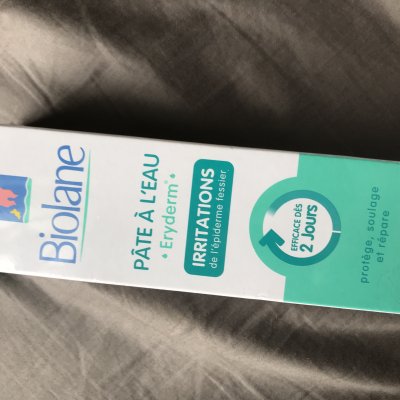 Biolane
PÂTE À L'EAU
• Eryderm* •
IRRITATIONS
de l'épiderme fessier
EFFICACE DÈS
2 Jours
protège, soulage
et répare